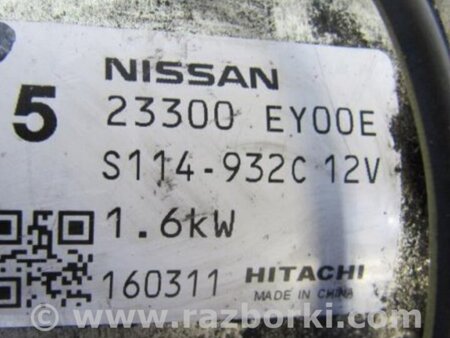 NISSAN
5 23300 EY00E
S114-932C 12V
1.6kW
160311 HITACHI
MADE IN CHINA
© www.razborki.com